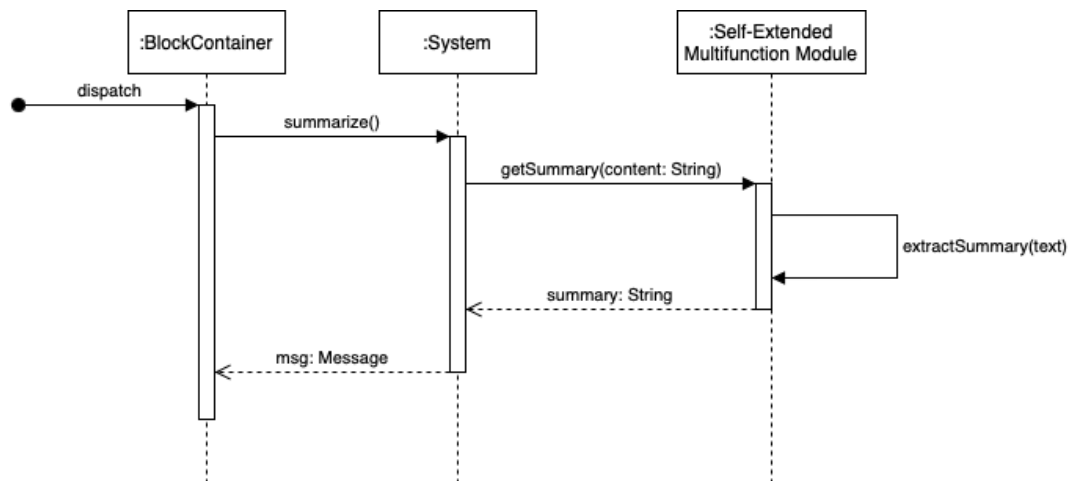 :BlockContainer
:System
:Self-Extended
Multifunction Module
dispatch
summarize()
getSummary(content: String)
extractSummary(text)
summary: String
msg: Message